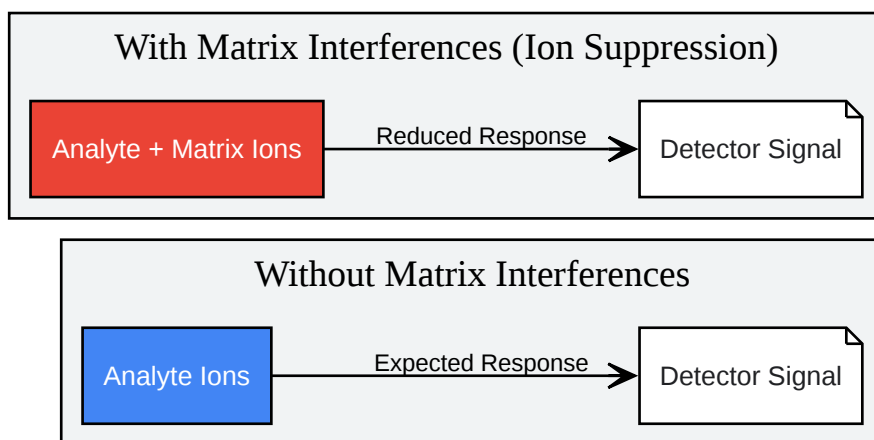 With Matrix Interferences (Ion Suppression)
Analyte + Matrix Ions
Reduced Response
Detector Signal
Without Matrix Interferences
Analyte Ions
Expected Response
Detector Signal